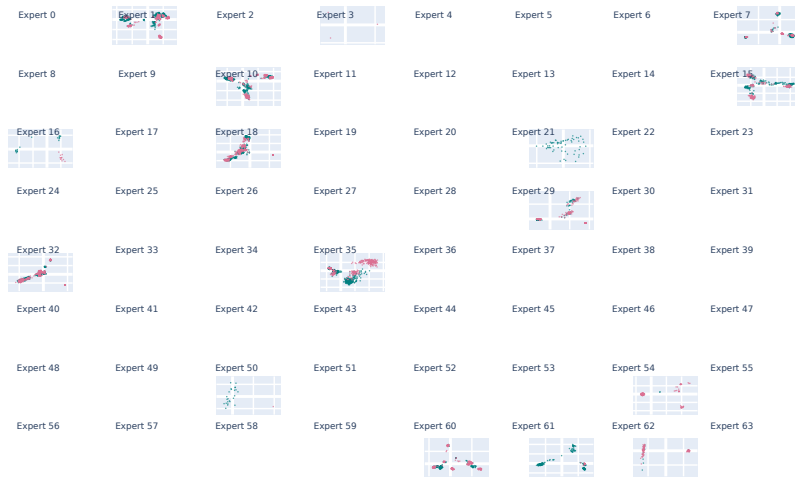 Expert 0 Expert 1 Expert 2 Expert 3 Expert 4 Expert 5 Expert 6 Expert 7
Expert 8 Expert 9 Expert 10 Expert 11 Expert 12 Expert 13 Expert 14 Expert 15
Expert 16 Expert 17 Expert 18 Expert 19 Expert 20 Expert 21 Expert 22 Expert 23
Expert 24 Expert 25 Expert 26 Expert 27 Expert 28 Expert 29 Expert 30 Expert 31
Expert 32 Expert 33 Expert 34 Expert 35 Expert 36 Expert 37 Expert 38 Expert 39
Expert 40 Expert 41 Expert 42 Expert 43 Expert 44 Expert 45 Expert 46 Expert 47
Expert 48 Expert 49 Expert 50 Expert 51 Expert 52 Expert 53 Expert 54 Expert 55
Expert 56 Expert 57 Expert 58 Expert 59 Expert 60 Expert 61 Expert 62 Expert 63